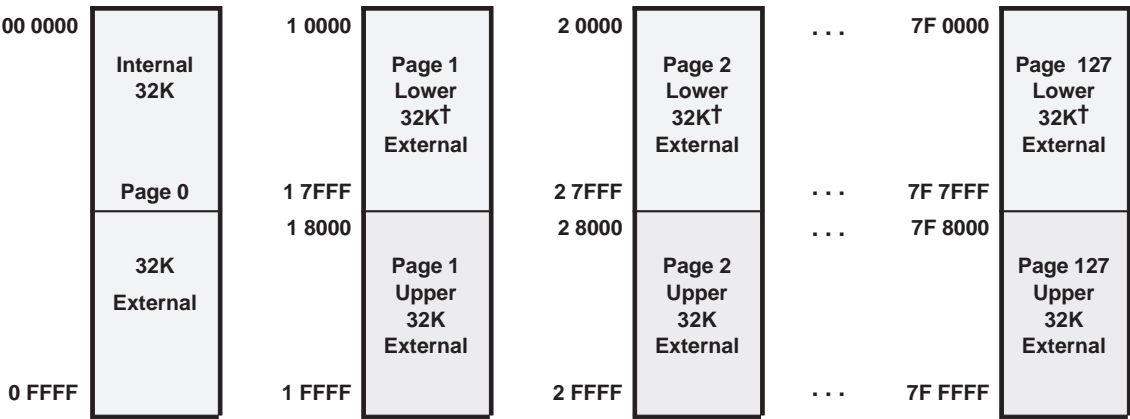 00 0000 1 0000 2 0000 . . . 7F 0000
Internal
32K
Page 0
Page 1
Lower
32K†
External
Page 2
Lower
32K†
External
Page 127
Lower
32K†
External
1 7FFF 2 7FFF . . . 7F 7FFF
1 8000 2 8000 . . . 7F 8000
32K
External
Page 1
Upper
32K
External
Page 2
Upper
32K
External
Page 127
Upper
32K
External
0 FFFF 1 FFFF 2 FFFF . . . 7F FFFF